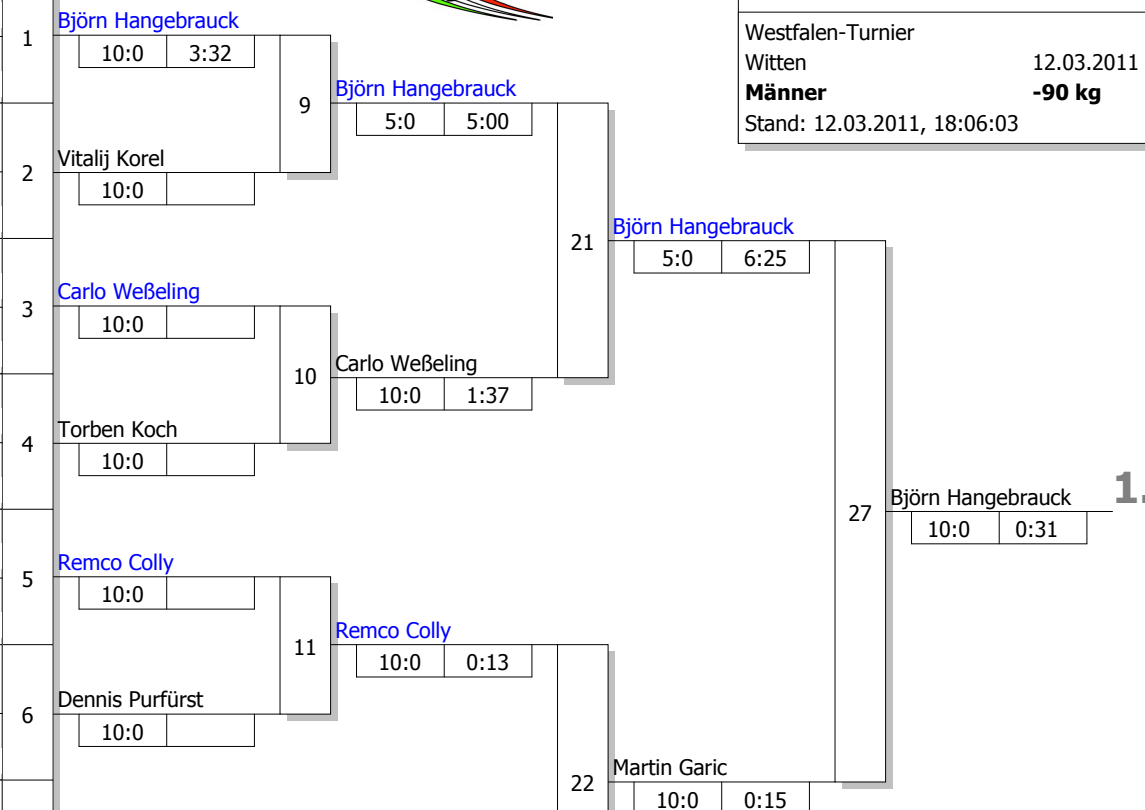 Westfalen-Turnier
Witten 12.03.2011
Männer -90 kg
Stand: 12.03.2011, 18:06:03
1
Björn Hangebrauck
10:0 3:32
9
Björn Hangebrauck
5:0 5:00
2
Vitalij Korel
10:0
21
Björn Hangebrauck
5:0 6:25
3
Carlo Weßeling
10:0
10
Carlo Weßeling
10:0 1:37
4
Torben Koch
10:0
27
Björn Hangebrauck 1.
10:0 0:31
5
Remco Colly
10:0
11
Remco Colly
10:0 0:13
6
Dennis Purfürst
10:0
22
Martin Garic
10:0 0:15